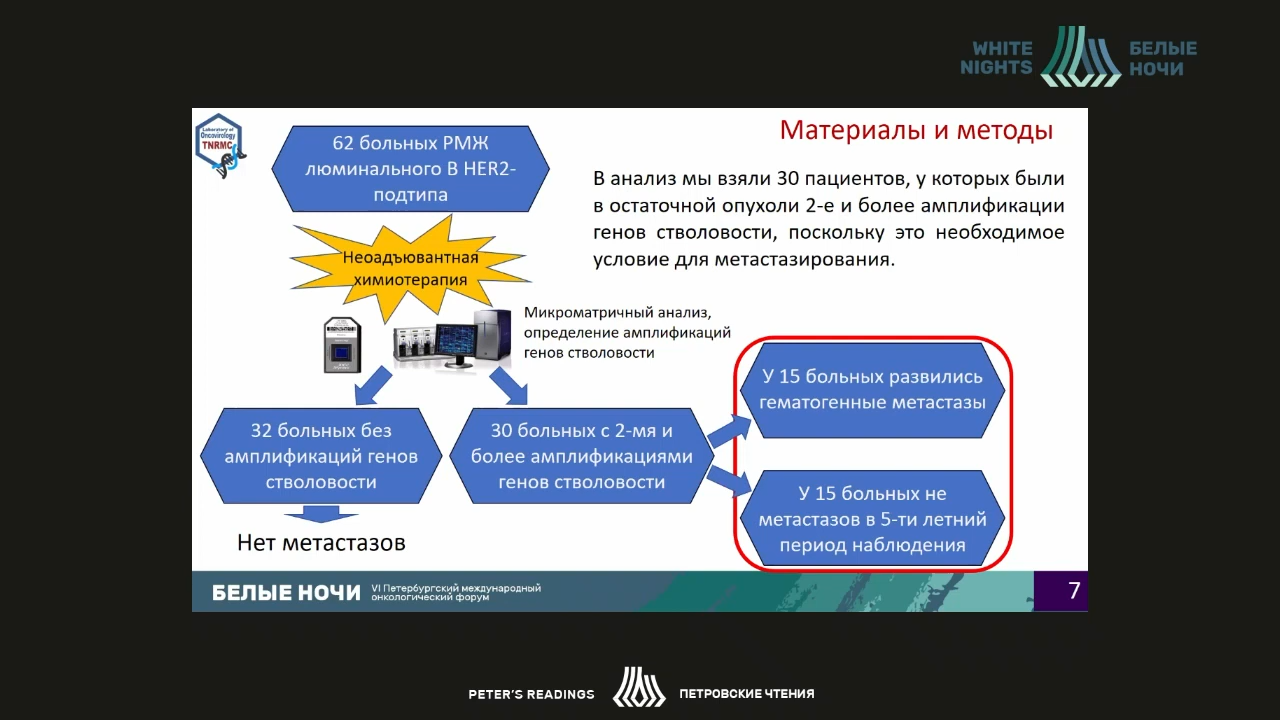 WHITE
NIGHTS
БЕЛЫЕ
НОЧИ
Laboratory of
Oncovirology
TNRMC
Материалы и методы
62 больных РМЖ
люминального В HER2-
подтипа
В анализ мы взяли 30 пациентов, у которых были
в остаточной опухоли 2-е и более амплификации
генов стволовости, поскольку это необходимое
условие для метастазирования.
Неоадъювантная
химиотерапия
Микроматричный анализ,
определение амплификаций
генов стволовости
32 больных без
амплификаций генов
стволовости
30 больных с 2-мя и
более амплификациями
генов стволовости
У 15 больных развились
гематогенные метастазы
У 15 больных не
метастазов в 5-ти летний
период наблюдения
Нет метастазов
БЕЛЫЕ НОЧИ
VI Петербургский международный
онкологический форум
7
PETER'S READINGS
ПЕТРОВСКИЕ ЧТЕНИЯ